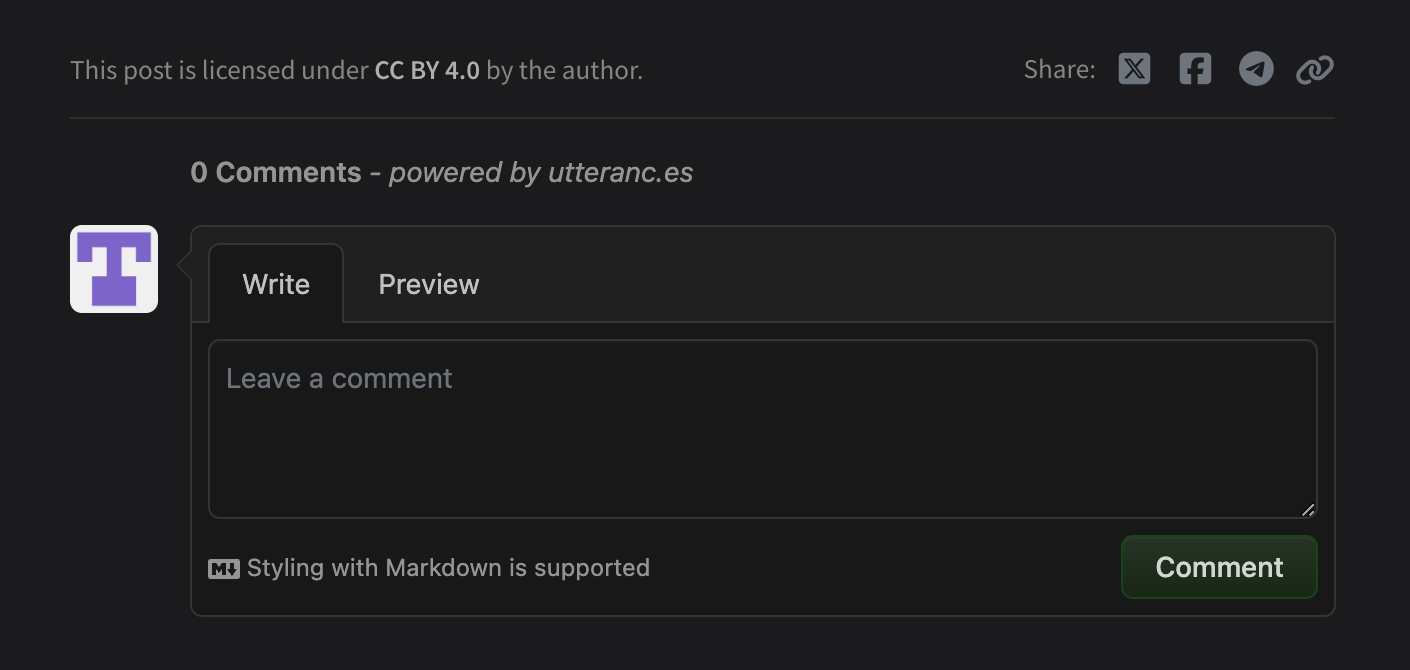 This post is licensed under CC BY 4.0 by the author.
Share:
0 Comments - powered by utteranc.es
Write
Preview
Leave a comment
Styling with Markdown is supported
Comment